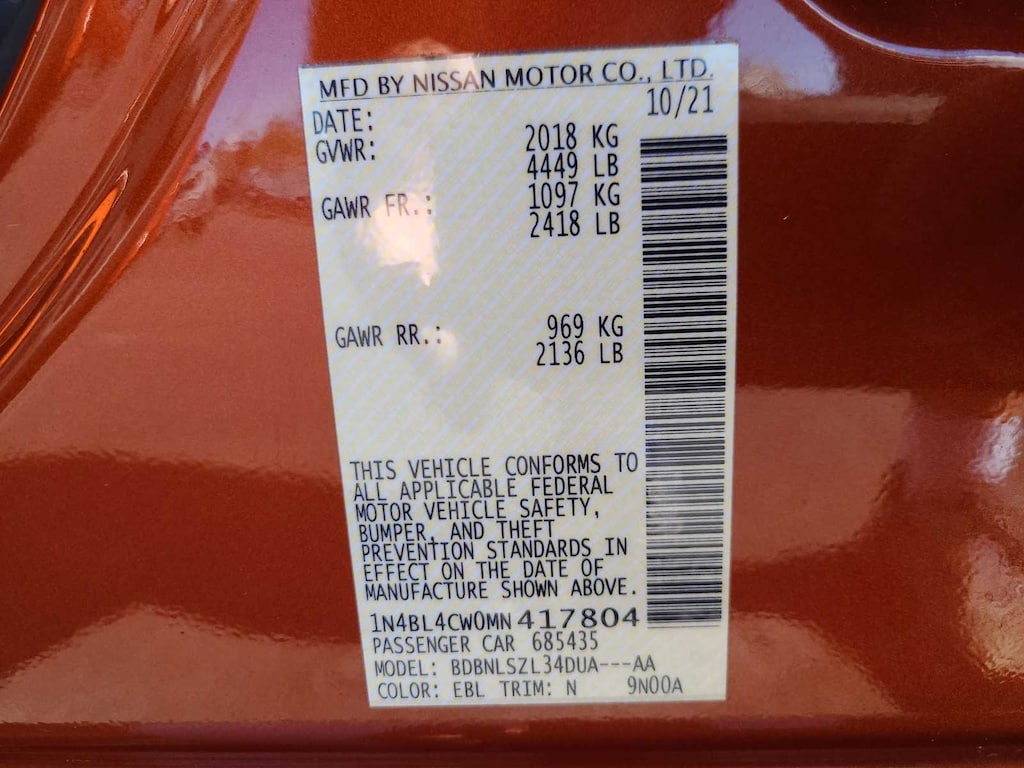 MFD BY NISSAN MOTOR CO., LTD.
DATE: 10/21
GVWR: 2018 KG
4449 LB
GAWR FR.: 1097 KG
2418 LB
GAWR RR.: 969 KG
2136 LB
THIS VEHICLE CONFORMS TO
ALL APPLICABLE FEDERAL
MOTOR VEHICLE SAFETY,
BUMPER, AND THEFT
PREVENTION STANDARDS IN
EFFECT ON THE DATE OF
MANUFACTURE SHOWN ABOVE.
1N4BL4CW0MN417804
PASSENGER CAR 685435
MODEL: BDBNLSZL34DUA---AA
COLOR: EBL TRIM: N 9N00A